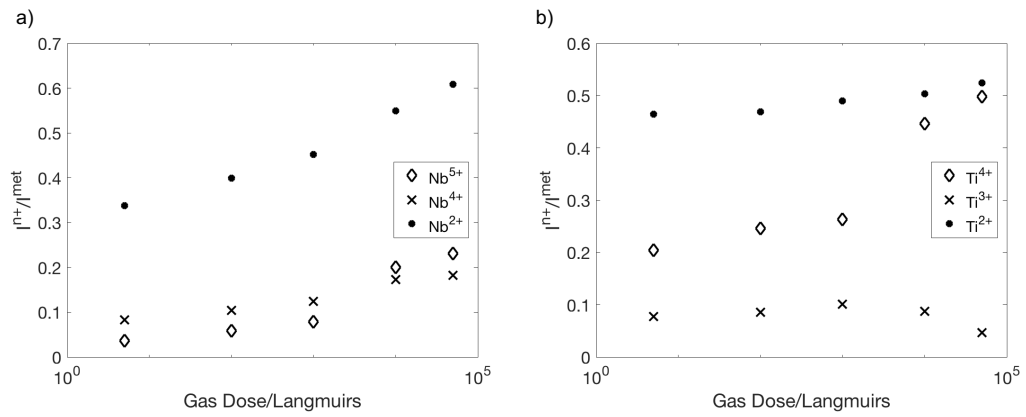 a)
0.7
0.6
0.5
0.4
0.3
0.2
0.1
0
10^0
10^5
I^{n+}/I^{met}
Gas Dose/Langmuirs
Nb^{5+}
Nb^{4+}
Nb^{2+}
b)
0.6
0.5
0.4
0.3
0.2
0.1
0
10^0
10^5
I^{n+}/I^{met}
Gas Dose/Langmuirs
Ti^{4+}
Ti^{3+}
Ti^{2+}